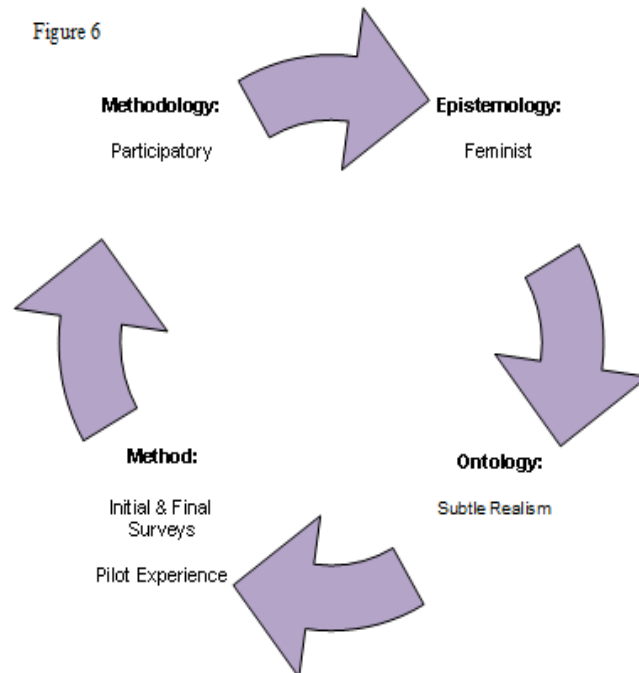 Figure 6
Methodology:
Participatory
Epistemology:
Feminist
Ontology:
Subtle Realism
Method:
Initial & Final
Surveys
Pilot Experience